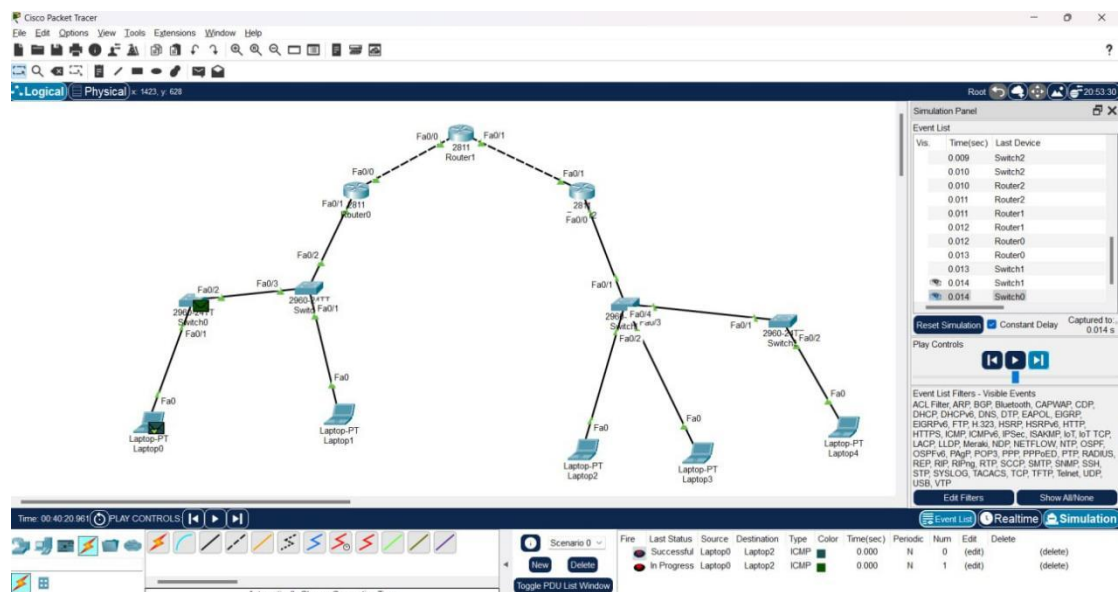 Cisco Packet Tracer
File Edit Options View Tools Extensions Window Help
?
Logical Physical x: 1423, y: 628
Root 20:53:30
Fa0/0
Fa0/1
2811
Router1
Fa0/0
Fa0/1
2811
Router0
Fa0/1
Fa0/0
Fa0/2
Fa0/2
Fa0/3
Fa0/1
Switch0
Fa0/1
Fa0
Laptop-PT
Laptop0
Fa0
Laptop-PT
Laptop1
Fa0/1
Fa0/4
Fa0/2
Fa0/1
Fa0/2
Fa0
Laptop-PT
Laptop2
Fa0
Laptop-PT
Laptop3
Fa0
Laptop-PT
Laptop4
Simulation Panel
Event List
Vis. Time(sec) Last Device
0.009 Switch2
0.010 Switch2
0.010 Router2
0.011 Router2
0.011 Router1
0.012 Router1
0.012 Router0
0.013 Router0
0.013 Switch1
0.014 Switch1
0.014 Switch0
Reset Simulation Constant Delay Captured to:
0.014 s
Play Controls
Event List Filters - Visible Events
ACL Filter, ARP, BGP, Bluetooth, CAPWAP, CDP,
DHCP, DHCPv6, DNS, DTP, EAPOL, EIGRP,
EIGRPv6, FTP, H.323, HSRP, HSRPv6, HTTP,
HTTPS, ICMP, ICMPv6, IPSec, ISAKMP, IoT, IoT TCP,
LACP, LLDP, Meraki, NDP, NETFLOW, NTP, OSPF,
OSPFv6, PAgP, POP3, PPP, PPPoED, PTP, RADIUS,
REP, RIP, RIPng, RTP, SCCP, SMTP, SNMP, SSH,
STP, SYSLOG, TACACS, TCP, TFTP, Telnet, UDP,
USB, VTP
Edit Filters Show All/None
Time: 00:40:20.961 PLAY CONTROLS:
Event List Realtime Simulation
Scenario 0
New Delete
Toggle PDU List Window
Fire Last Status Source Destination Type Color Time(sec) Periodic Num Edit Delete
Successful Laptop0 Laptop2 ICMP 0.000 N 0 (edit) (delete)
In Progress Laptop0 Laptop2 ICMP 0.000 N 1 (edit) (delete)